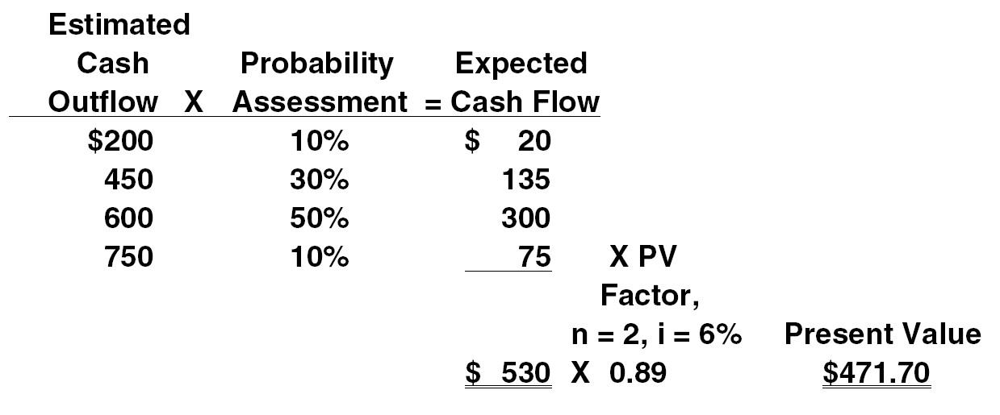 Estimated
Cash Probability Expected
Outflow X Assessment = Cash Flow
$200 10% $ 20
450 30% 135
600 50% 300
750 10% 75 X PV
Factor,
n = 2, i = 6% Present Value
$ 530 X 0.89 $471.70